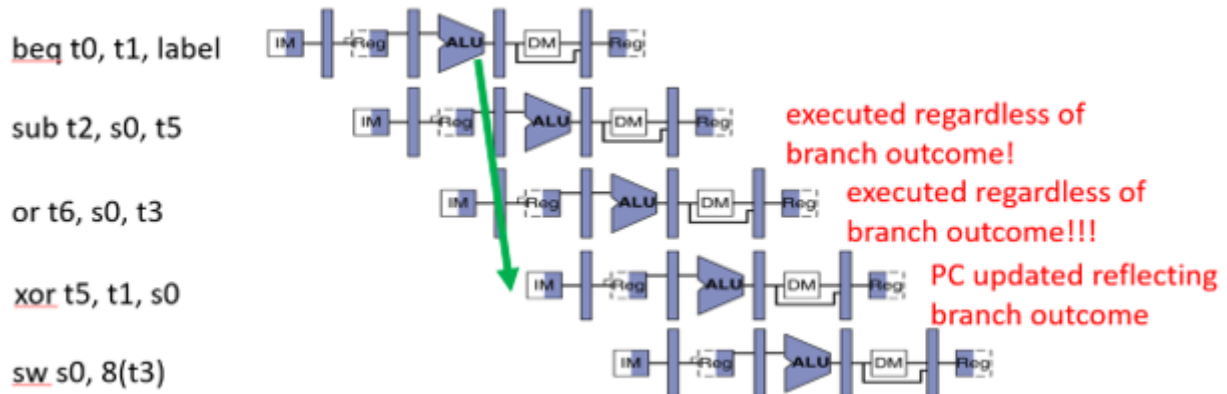 beq t0, t1, label
IM Reg ALU DM Reg
sub t2, s0, t5
IM Reg ALU DM Reg
executed regardless of
branch outcome!
or t6, s0, t3
IM Reg ALU DM Reg
executed regardless of
branch outcome!!!
xor t5, t1, s0
IM Reg ALU DM Reg
PC updated reflecting
branch outcome
sw s0, 8(t3)
IM Reg ALU DM Reg